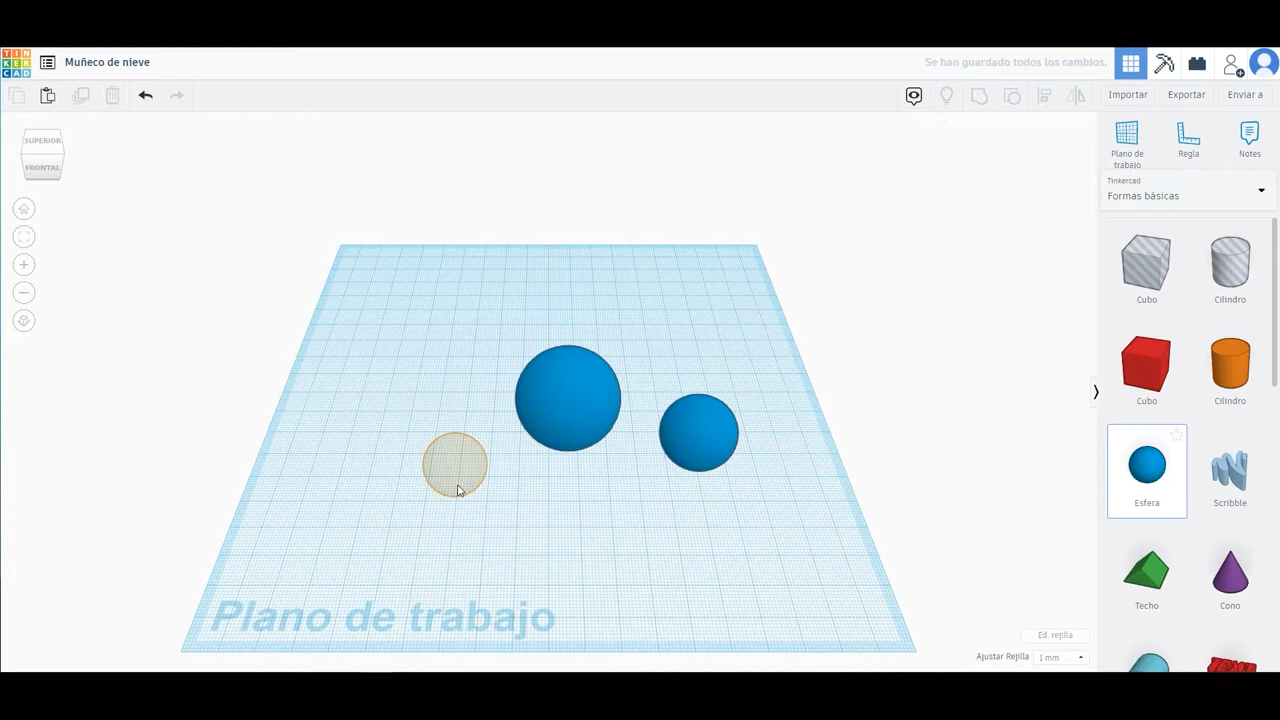 TIN
KER
CAD
Muñeco de nieve
Se han guardado todos los cambios.
Importar
Exportar
Enviar a
SUPERIOR
FRONTAL
Plano de
trabajo
Regla
Notes
Tinkercad
Formas básicas
Cubo
Cilindro
Cubo
Cilindro
Esfera
Scribble
Techo
Cono
Plano de trabajo
Ed. rejilla
Ajustar Rejilla
1 mm